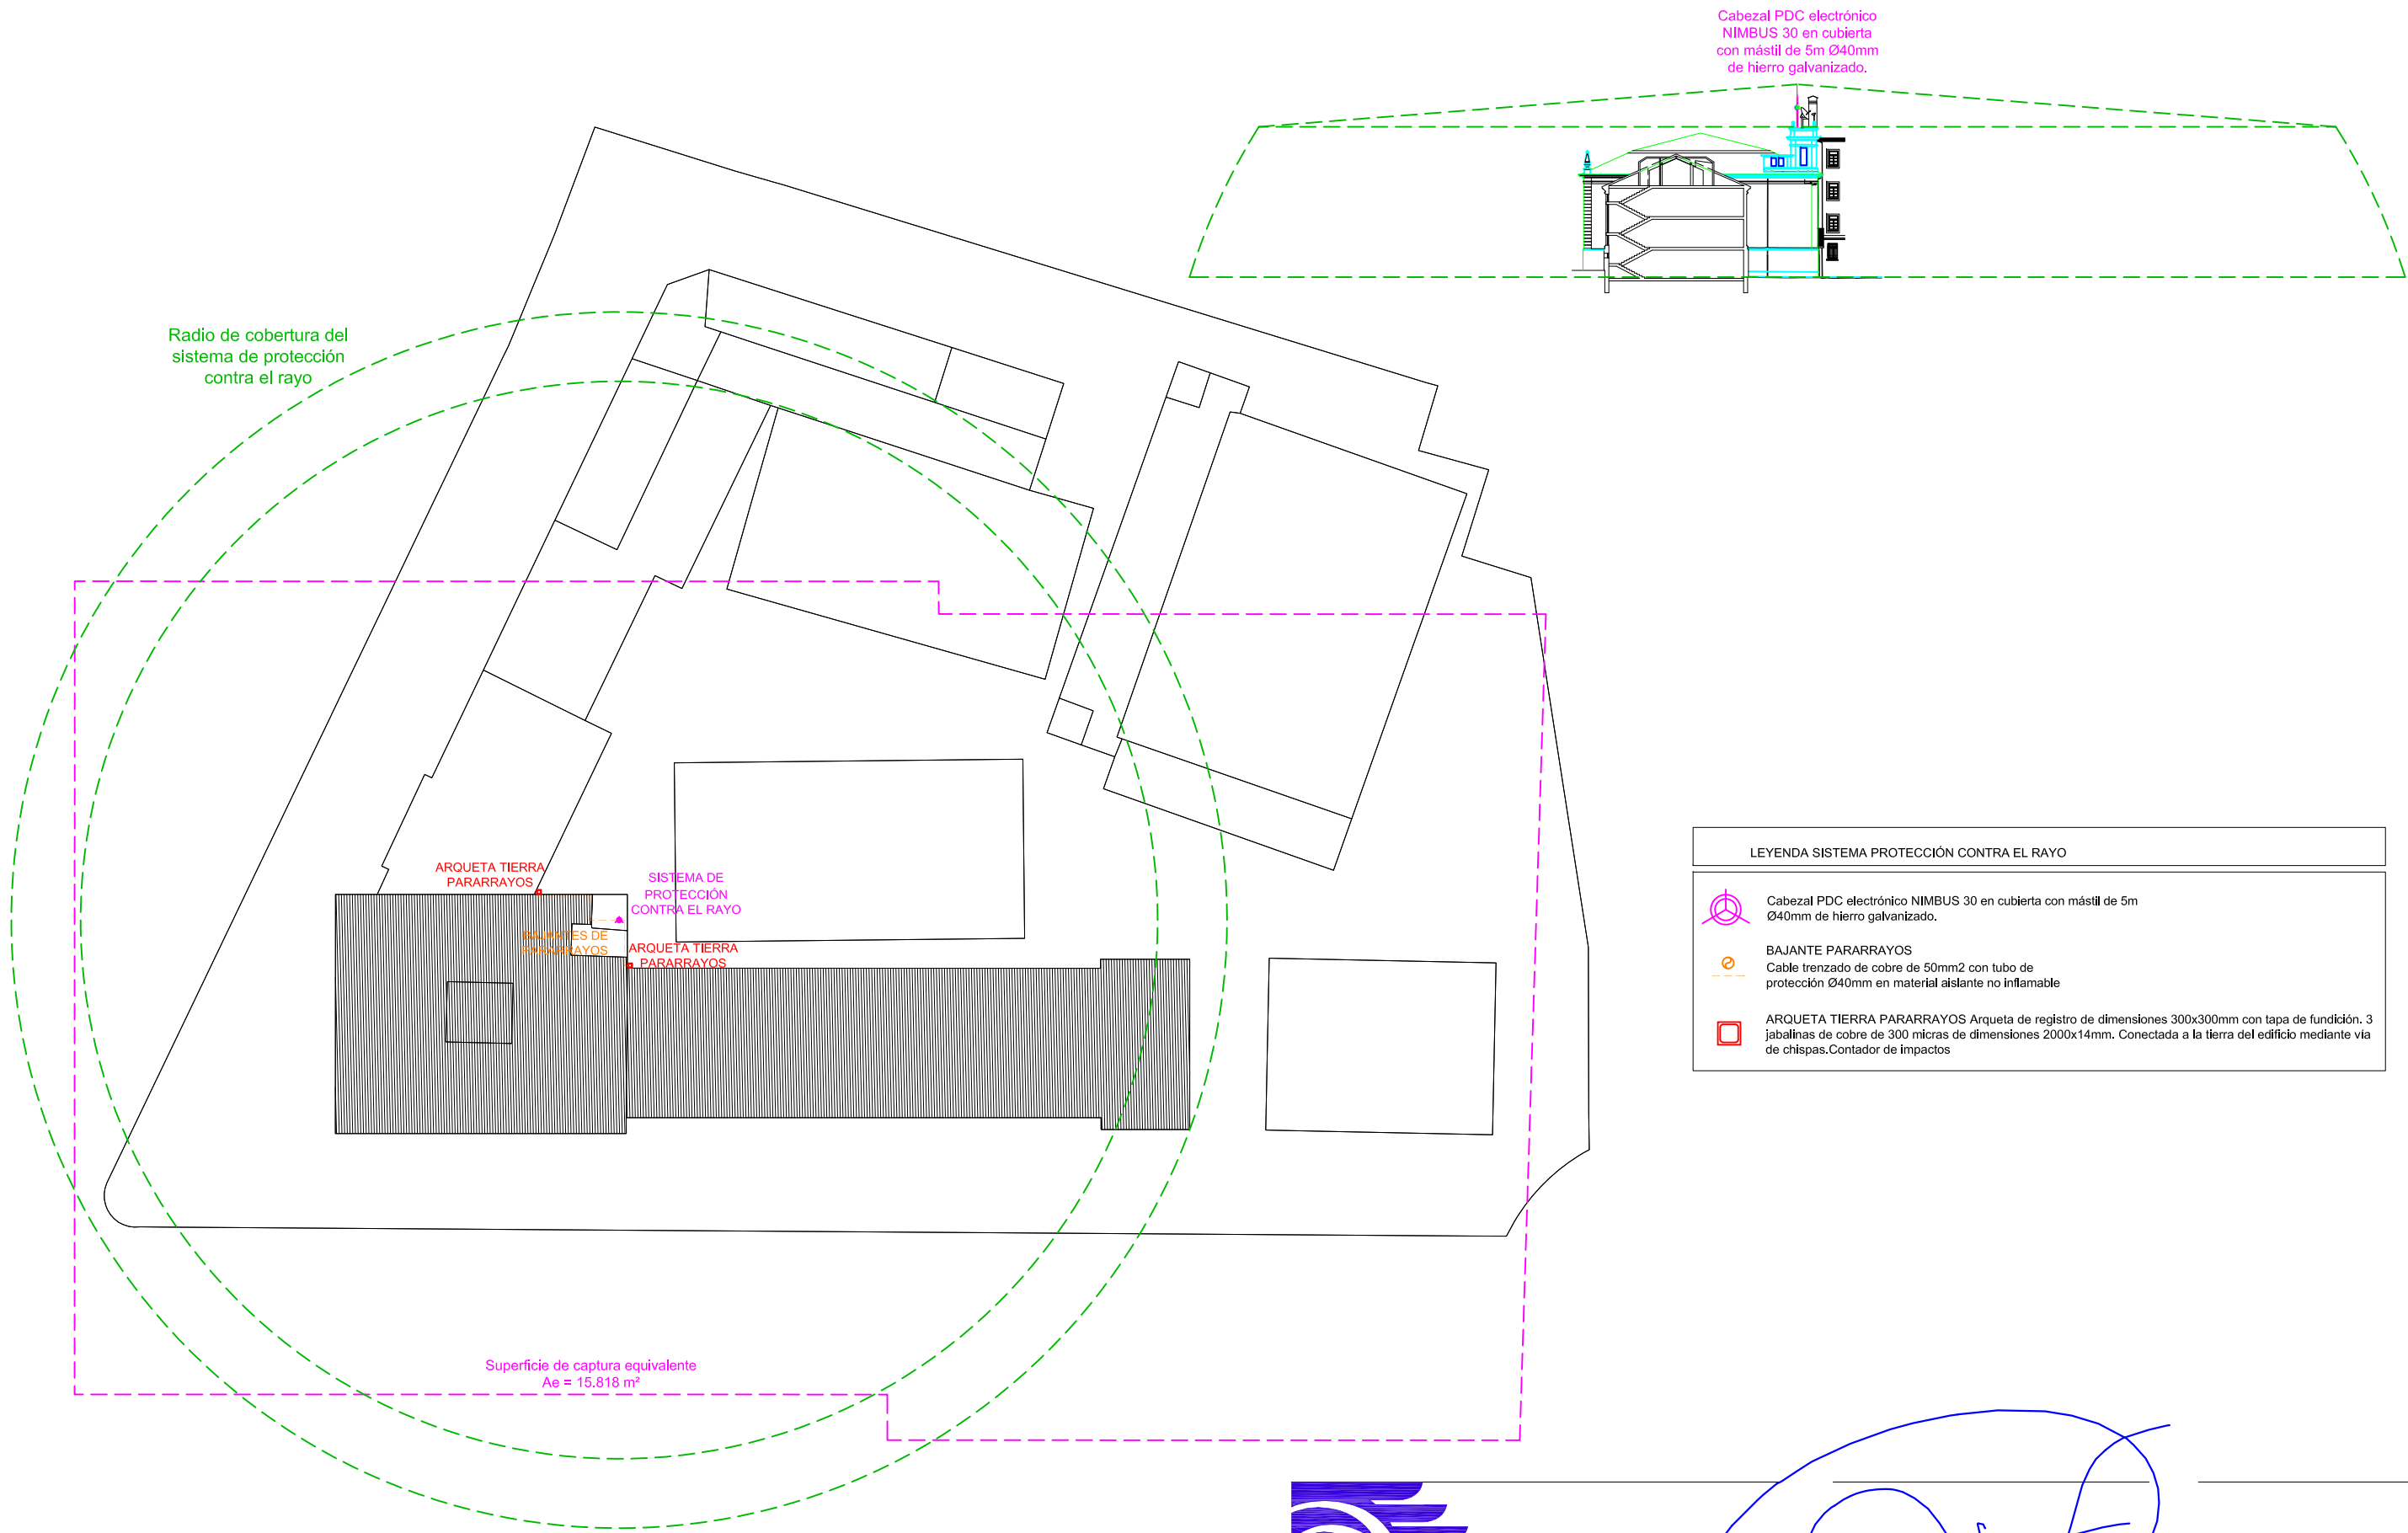 Cabezal PDC electrónico
NIMBUS 30 en cubierta
con mástil de 5m Ø40mm
de hierro galvanizado.
Radio de cobertura del
sistema de protección
contra el rayo
ARQUETA TIERRA
PARARRAYOS
SISTEMA DE
PROTECCIÓN
CONTRA EL RAYO
BAJANTES DE
PARARRAYOS
ARQUETA TIERRA
PARARRAYOS
Superficie de captura equivalente
Ae = 15.818 m²
LEYENDA SISTEMA PROTECCIÓN CONTRA EL RAYO
Cabezal PDC electrónico NIMBUS 30 en cubierta con mástil de 5m
Ø40mm de hierro galvanizado.
BAJANTE PARARRAYOS
Cable trenzado de cobre de 50mm2 con tubo de
protección Ø40mm en material aislante no inflamable
ARQUETA TIERRA PARARRAYOS Arqueta de registro de dimensiones 300x300mm con tapa de fundición. 3
jabalinas de cobre de 300 micras de dimensiones 2000x14mm. Conectada a la tierra del edificio mediante vía
de chispas.Contador de impactos